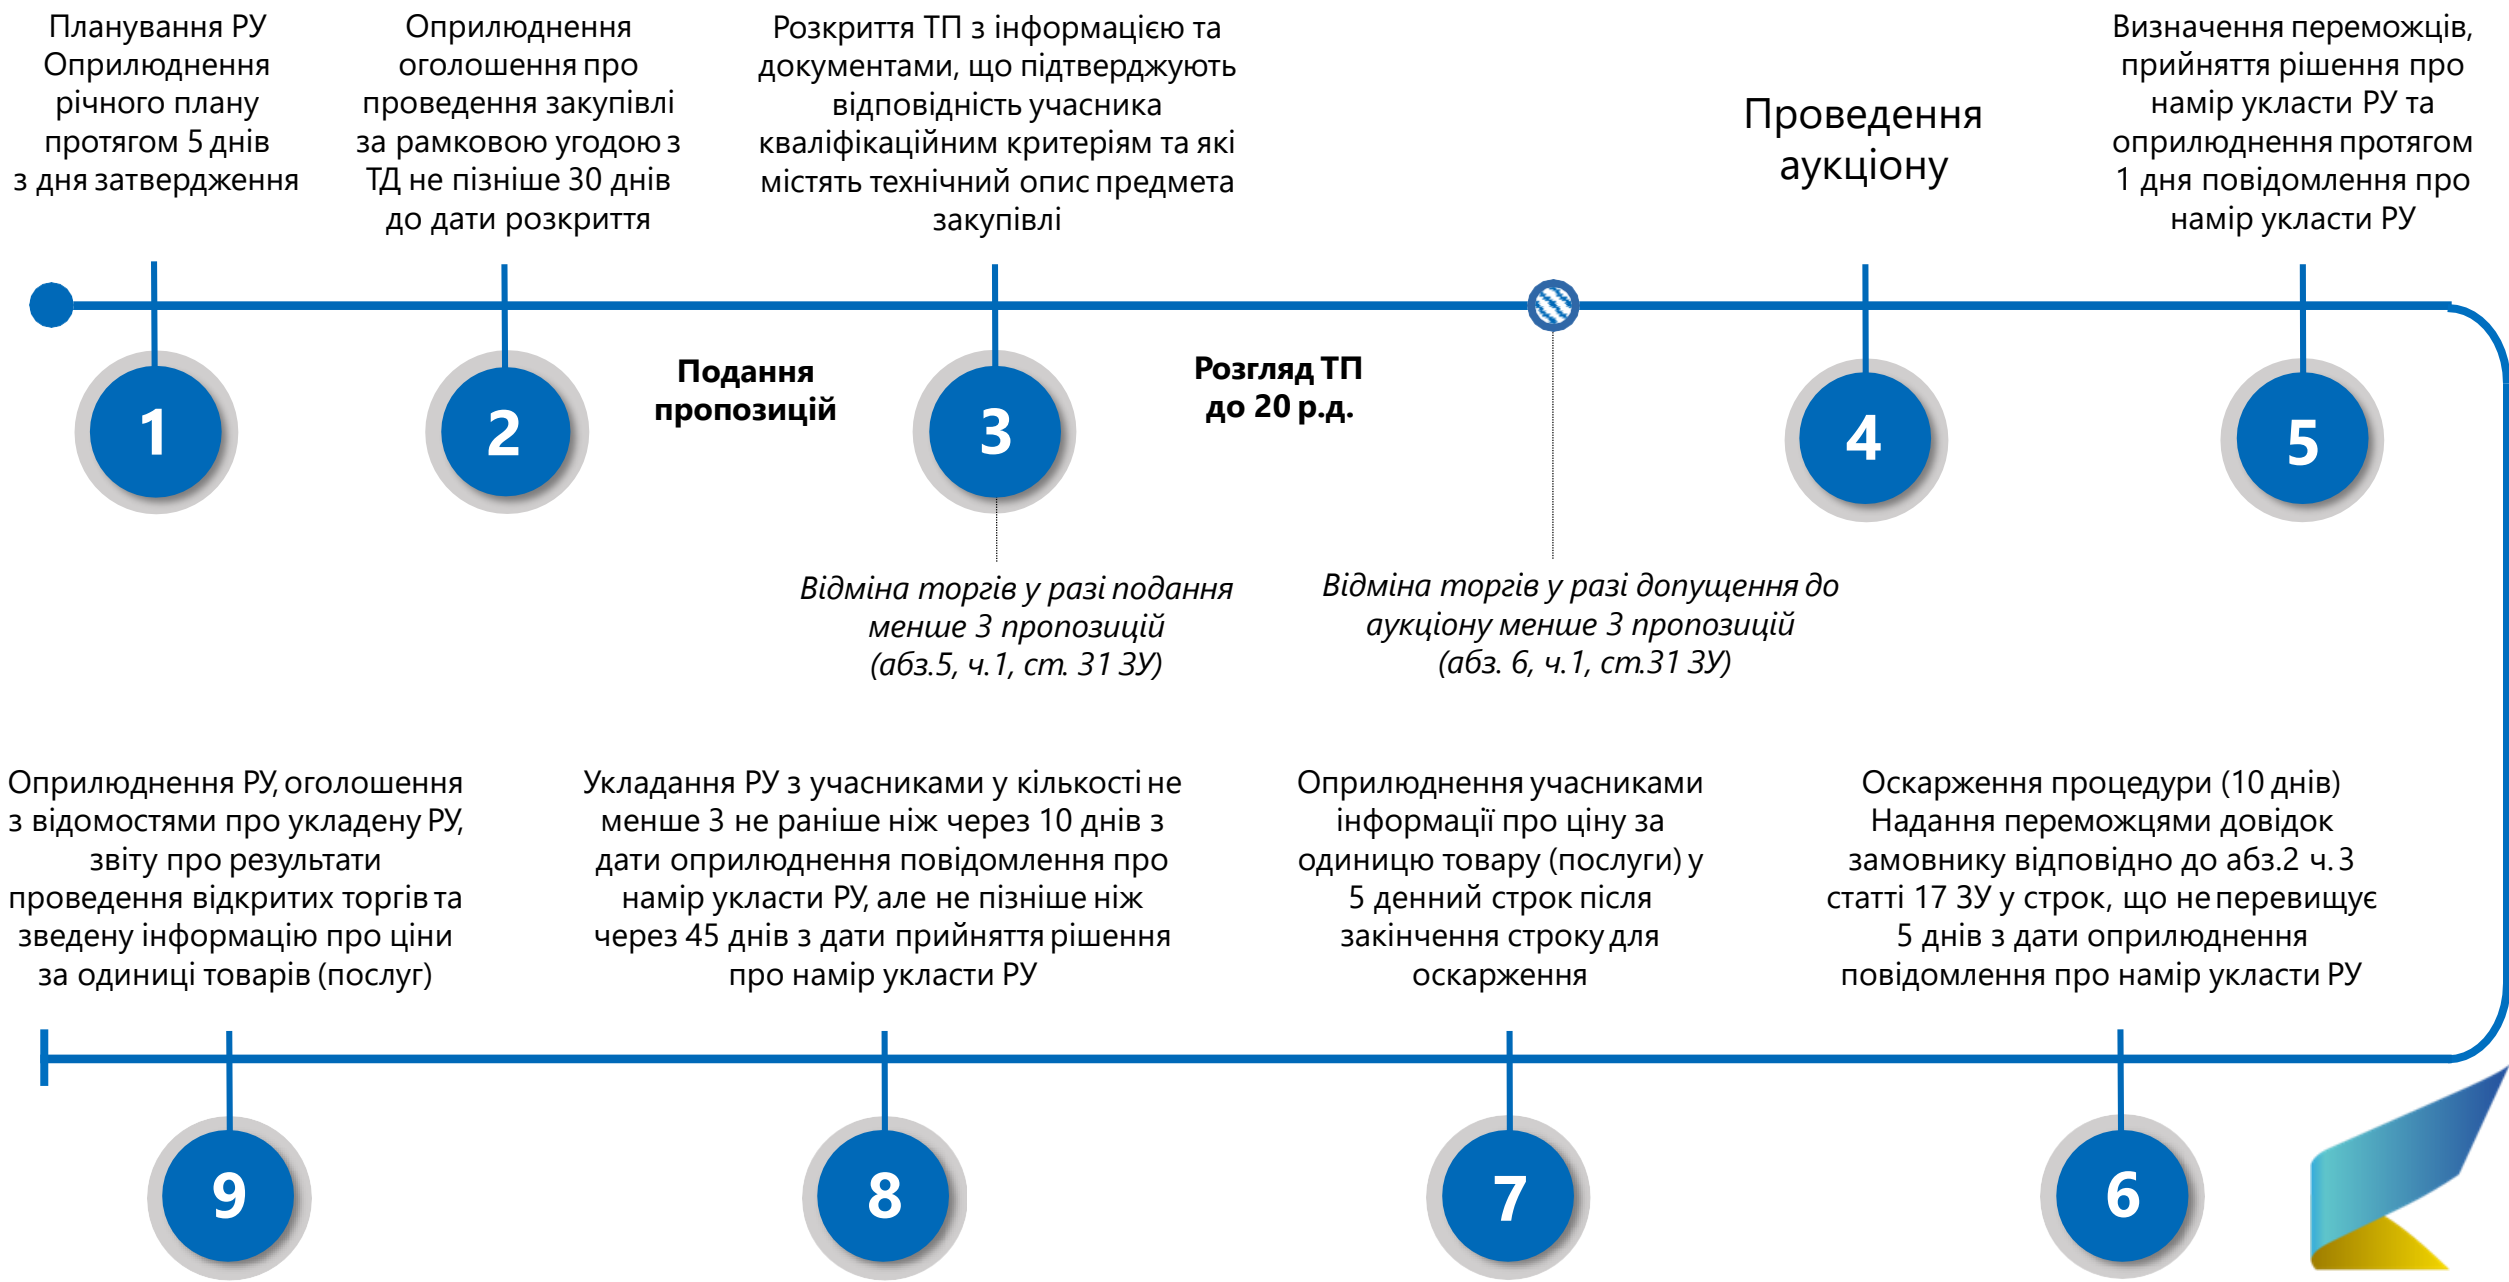 Планування РУ
Оприлюднення
річного плану
протягом 5 днів
з дня затвердження
Оприлюднення
оголошення про
проведення закупівлі
за рамковою угодою з
ТД не пізніше 30 днів
до дати розкриття
Розкриття ТП з інформацією та
документами, що підтверджують
відповідність учасника
кваліфікаційним критеріям та які
містять технічний опис предмета
закупівлі
Проведення
аукціону
Визначення переможців,
прийняття рішення про
намір укласти РУ та
оприлюднення протягом
1 дня повідомлення про
намір укласти РУ
1
2
Подання
пропозицій
3
Розгляд ТП
до 20 р.д.
4
5
Відміна торгів у разі подання
менше 3 пропозицій
(абз.5, ч.1, ст. 31 ЗУ)
Відміна торгів у разі допущення до
аукціону менше 3 пропозицій
(абз. 6, ч.1, ст.31 ЗУ)
Оприлюднення РУ, оголошення
з відомостями про укладену РУ,
звіту про результати
проведення відкритих торгів та
зведену інформацію про ціни
за одиниці товарів (послуг)
Укладання РУ з учасниками у кількості не
менше 3 не раніше ніж через 10 днів з
дати оприлюднення повідомлення про
намір укласти РУ, але не пізніше ніж
через 45 днів з дати прийняття рішення
про намір укласти РУ
Оприлюднення учасниками
інформації про ціну за
одиницю товару (послуги) у
5 денний строк після
закінчення строку для
оскарження
Оскарження процедури (10 днів)
Надання переможцями довідок
замовнику відповідно до абз.2 ч. 3
статті 17 ЗУ у строк, що не перевищує
5 днів з дати оприлюднення
повідомлення про намір укласти РУ
9
8
7
6